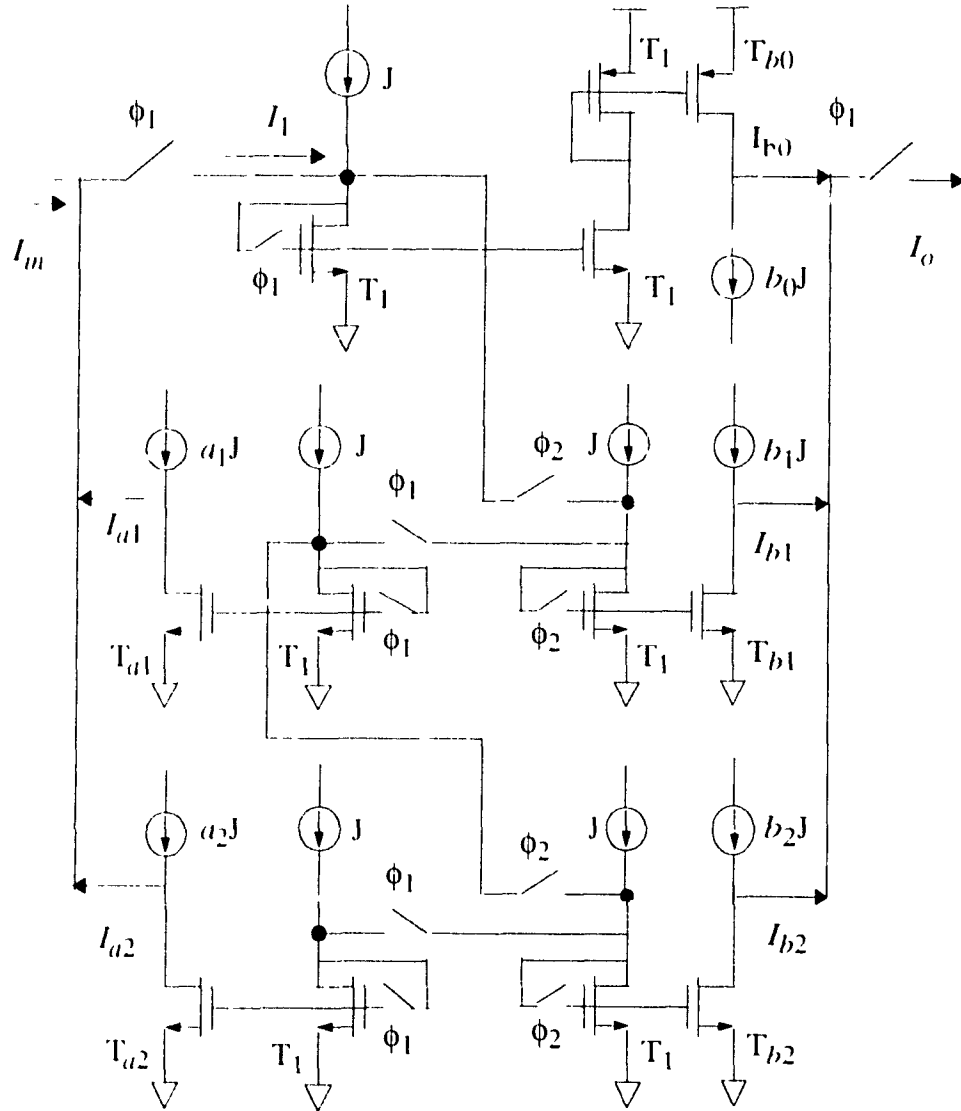 T1 Tb0
J
ϕ1 I1 Ib0 ϕ1
Im Io
ϕ1 T1 T1 b0J
a1J J ϕ2 J b1J
ϕ1
Ia1 Ib1
Ta1 T1 ϕ1 ϕ2 T1 Tb1
a2J J ϕ2 J b2J
ϕ1
Ia2 Ib2
Ta2 T1 ϕ1 ϕ2 T1 Tb2